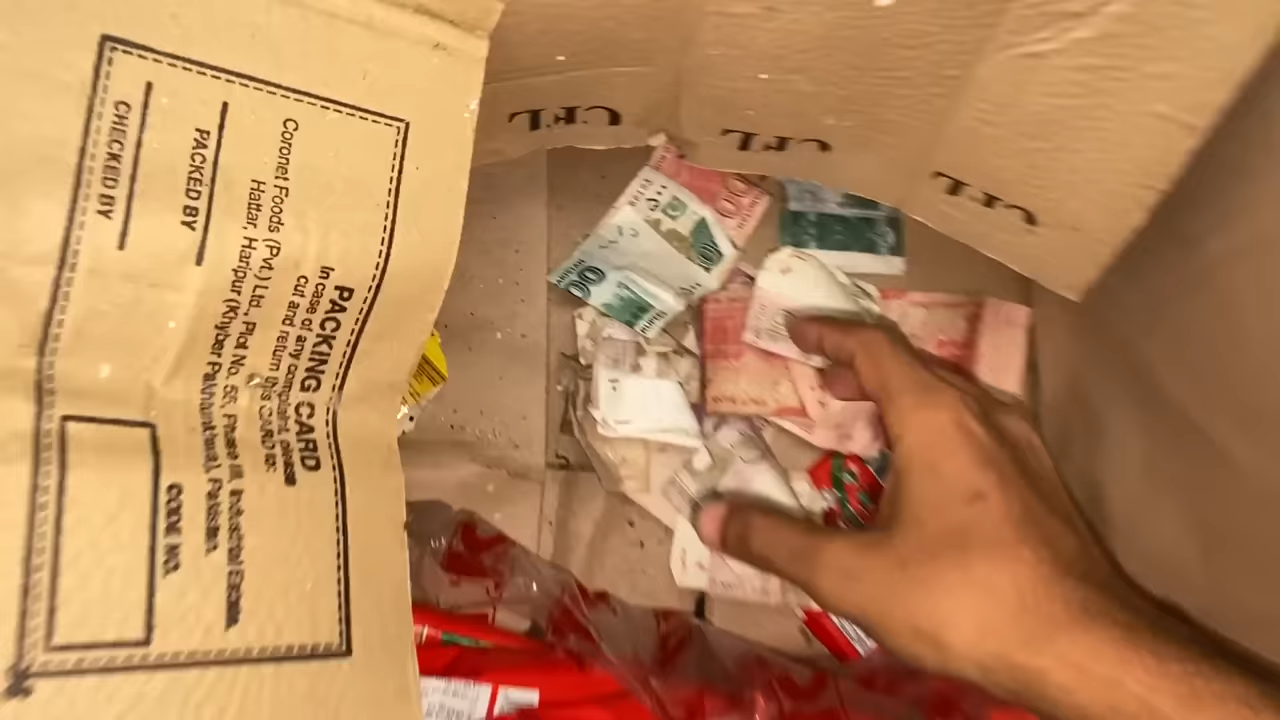 CFL
CFL
CFL
PACKING CARD
In case of any complaint, please
cut and return this CARD to:
Coronet Foods (Pvt.) Ltd., Plot No. 56, Phase III, Industrial Estate,
Hattar, Haripur (Khyber Pakhtunkhwa), Pakistan.
PACKED BY
CODE NO.
CHECKED BY